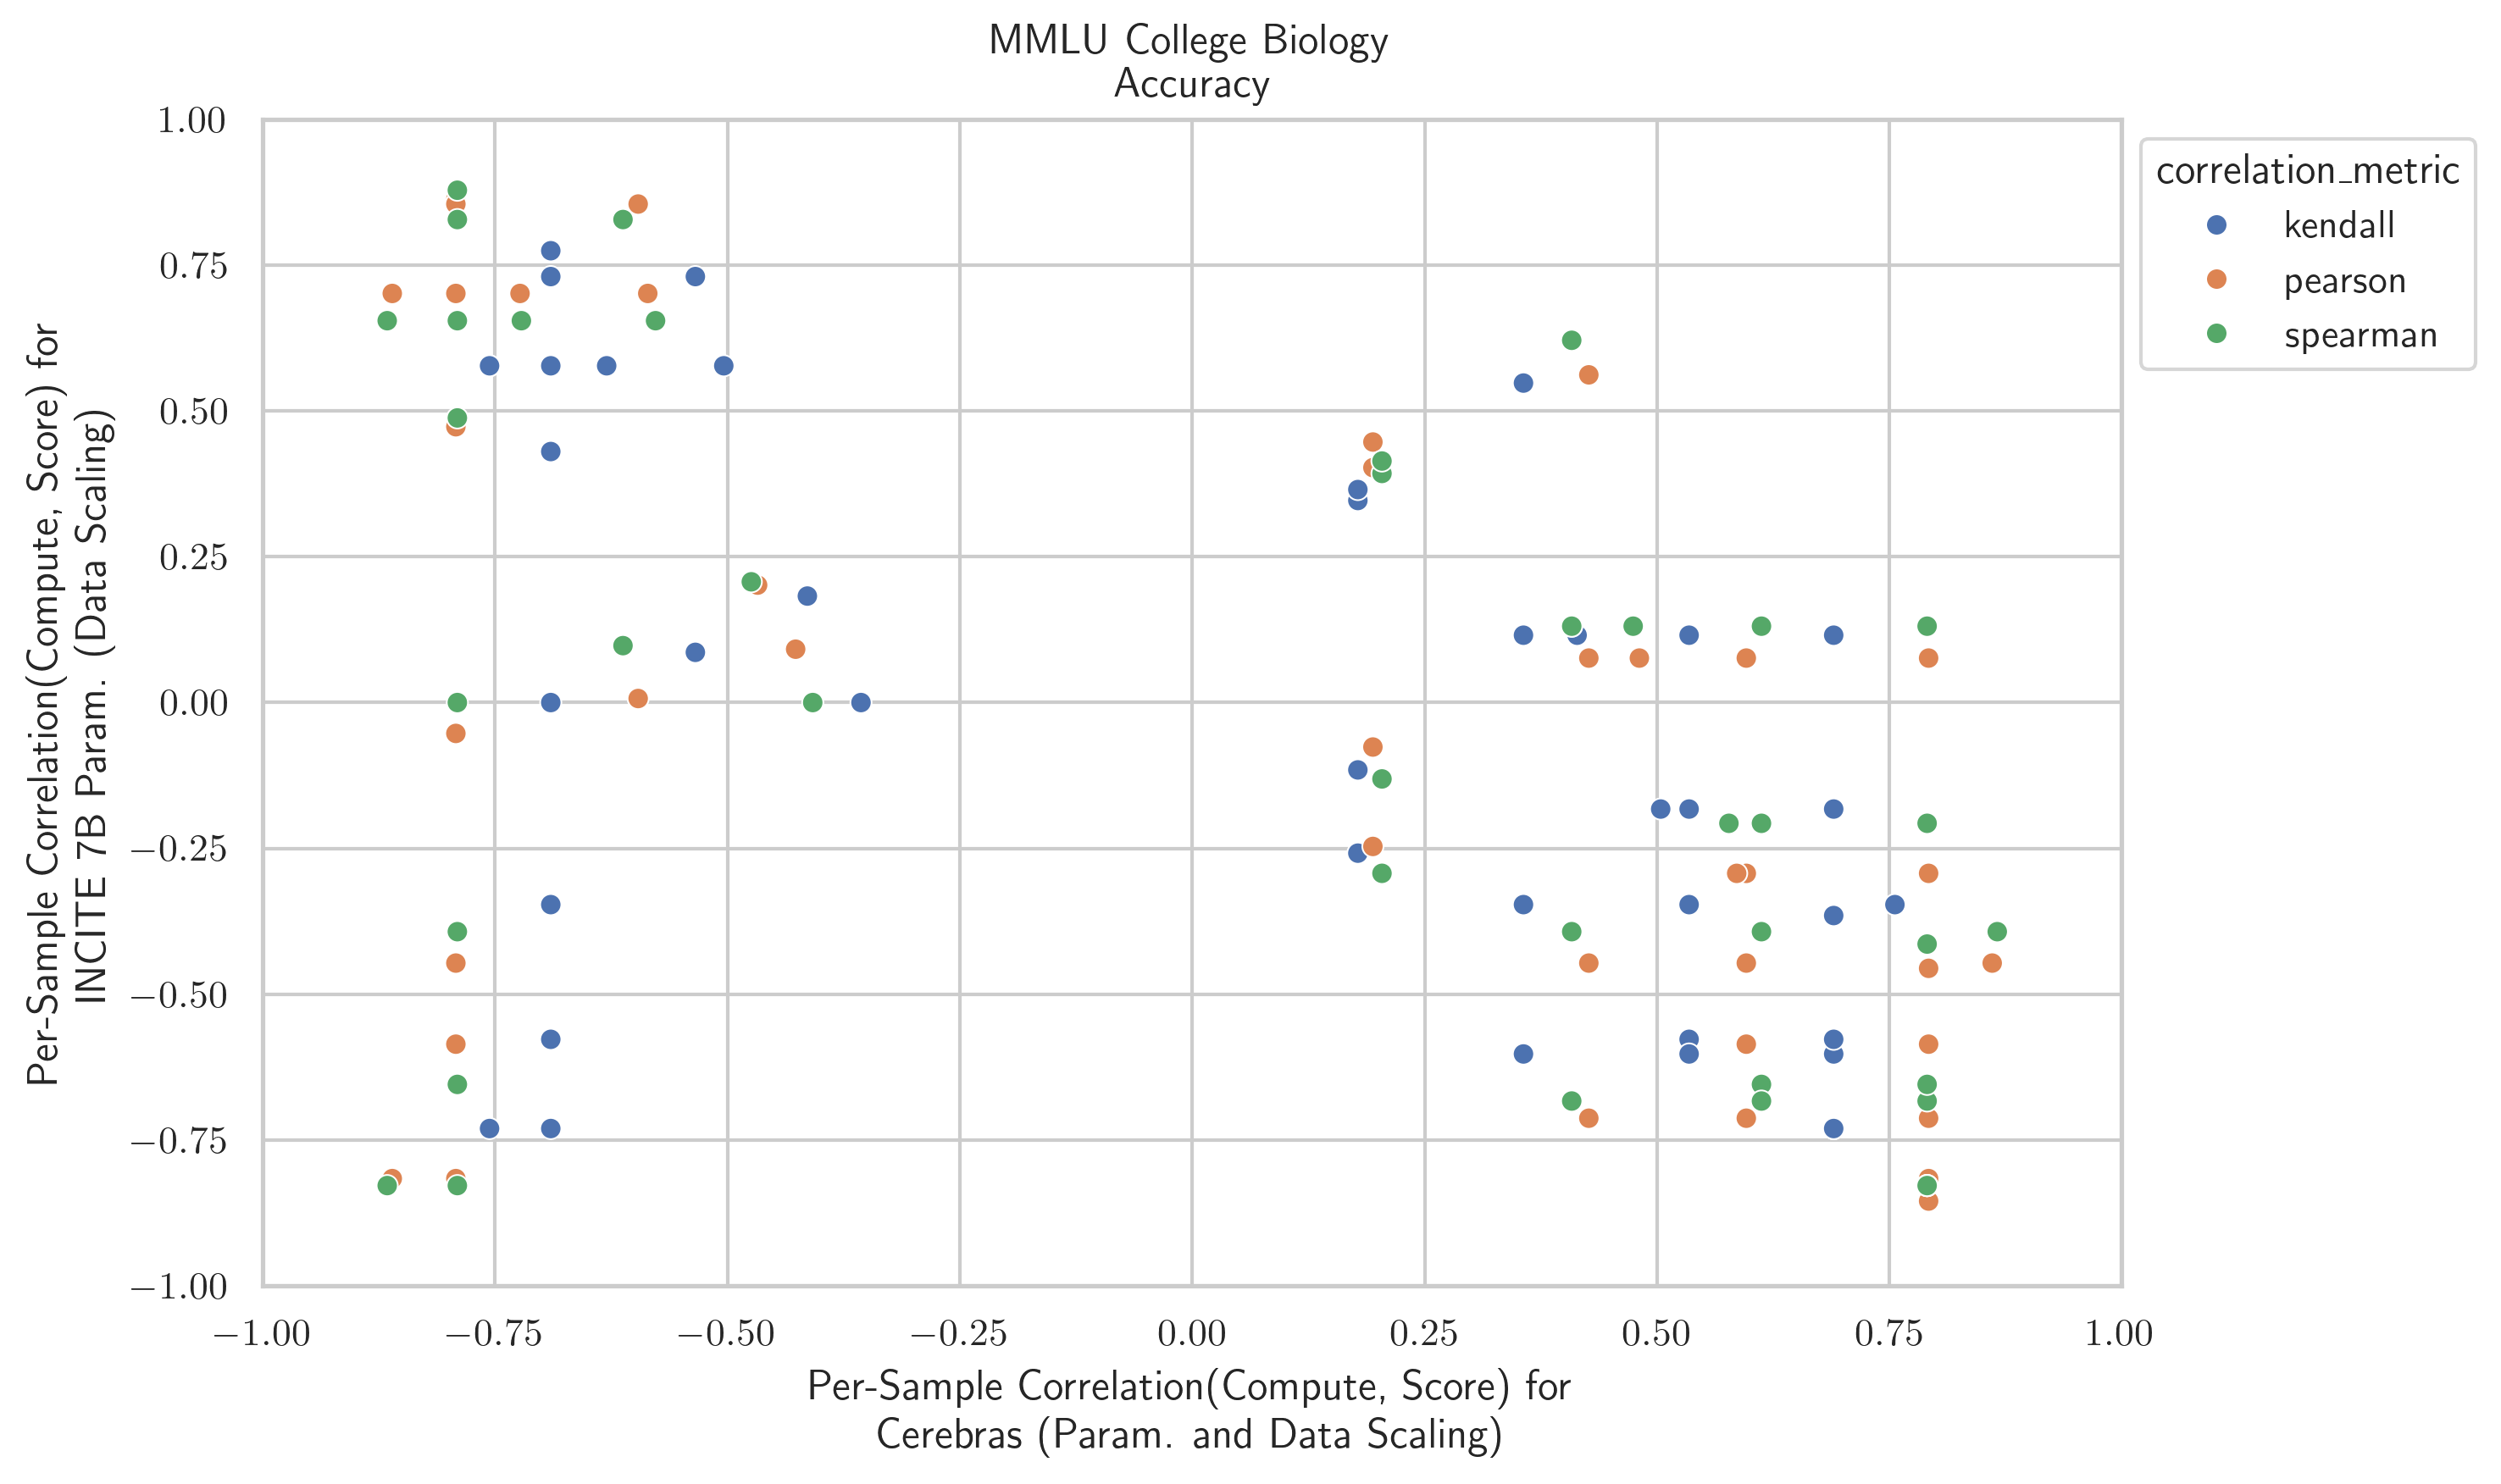 MMLU College Biology
Accuracy
1.00
0.75
0.50
0.25
0.00
−0.25
−0.50
−0.75
−1.00
Per-Sample Correlation(Compute, Score) for
INCITE 7B Param. (Data Scaling)
−1.00 −0.75 −0.50 −0.25 0.00 0.25 0.50 0.75 1.00
Per-Sample Correlation(Compute, Score) for
Cerebras (Param. and Data Scaling)
correlation_metric
kendall
pearson
spearman